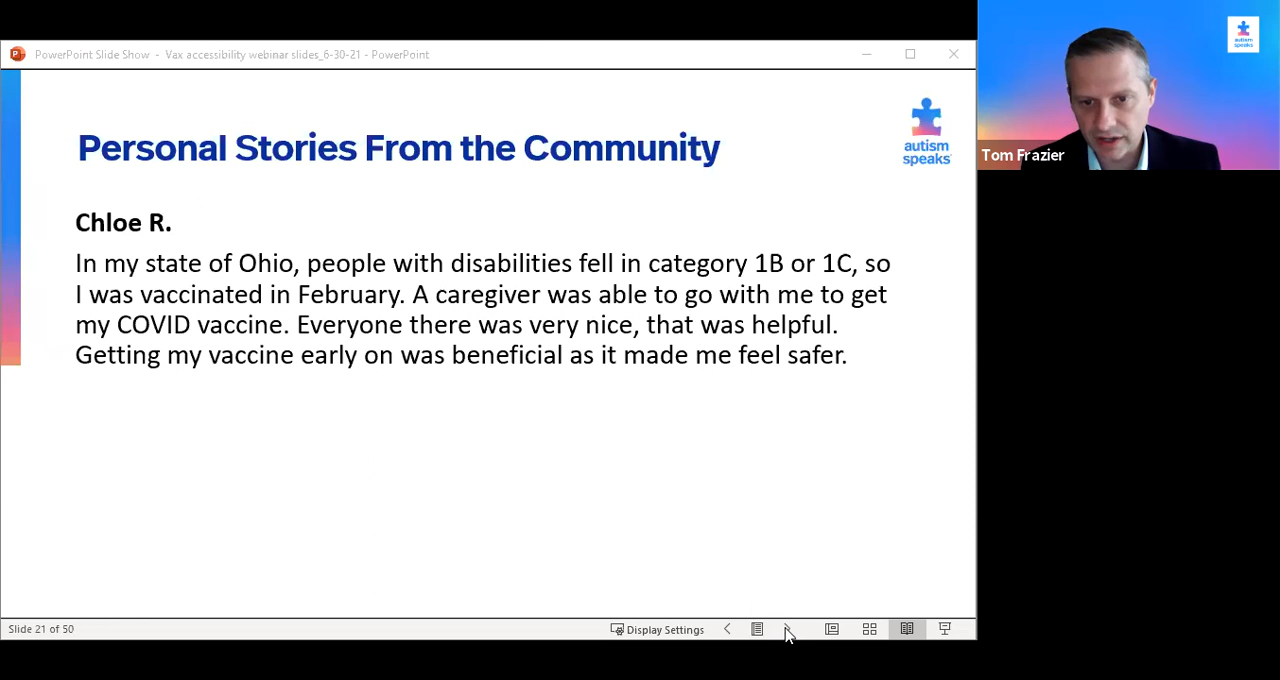 PowerPoint Slide Show - Vax accessibility webinar slides_6-30-21 - PowerPoint
autism
speaks
Personal Stories From the Community
autism
speaks
Tom Frazier
Chloe R.
In my state of Ohio, people with disabilities fell in category 1B or 1C, so
I was vaccinated in February. A caregiver was able to go with me to get
my COVID vaccine. Everyone there was very nice, that was helpful.
Getting my vaccine early on was beneficial as it made me feel safer.
Slide 21 of 50
Display Settings